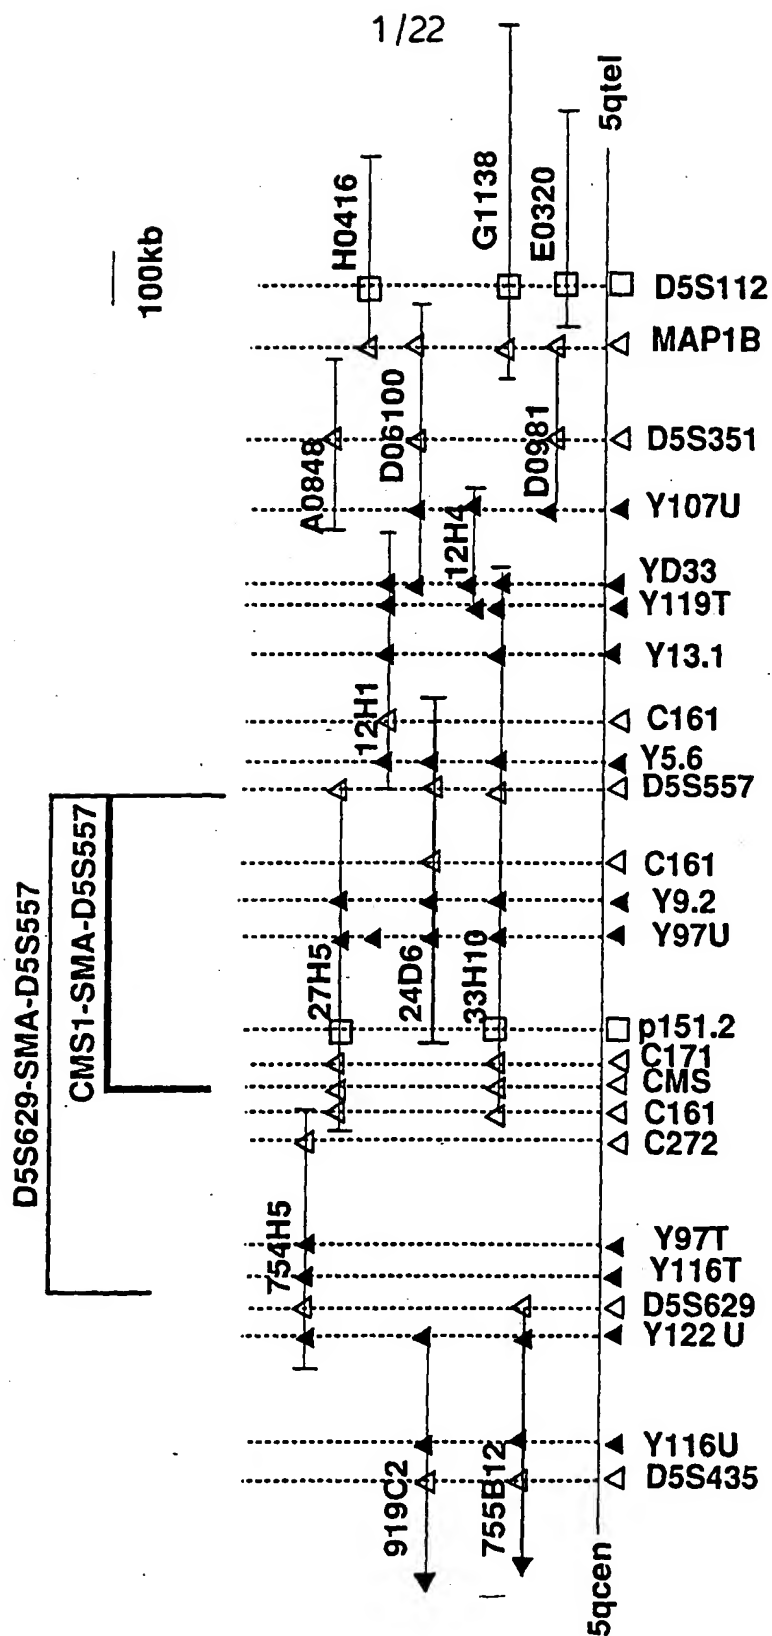 1/22
5qtel
H0416
G1138
E0320
100kb
D5S112
MAP1B
A0848
D06100
D0981
D5S351
Y107U
12H4
YD33
Y119T
Y13.1
12H1
C161
Y5.6
D5S557
D5S629-SMA-D5S557
CMS1-SMA-D5S557
C161
Y9.2
Y97U
27H5
24D6
33H10
p151.2
C171
CMS
C161
C272
754H5
Y97T
Y116T
D5S629
Y122U
Y116U
919C2
755B12
D5S435
5qcen